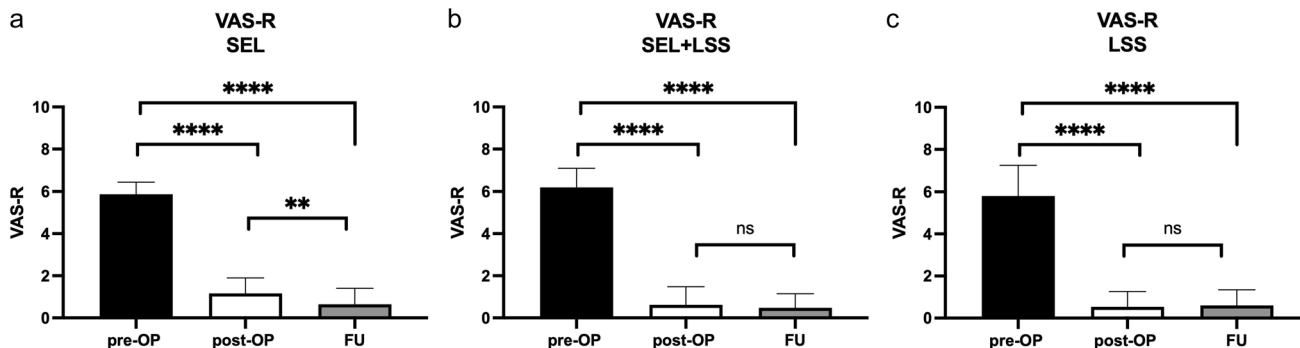 a
VAS-R
SEL
****
****
**
10
8
6
4
2
0
VAS-R
pre-OP post-OP FU
b
VAS-R
SEL+LSS
****
****
ns
10
8
6
4
2
0
VAS-R
pre-OP post-OP FU
c
VAS-R
LSS
****
****
ns
10
8
6
4
2
0
VAS-R
pre-OP post-OP FU